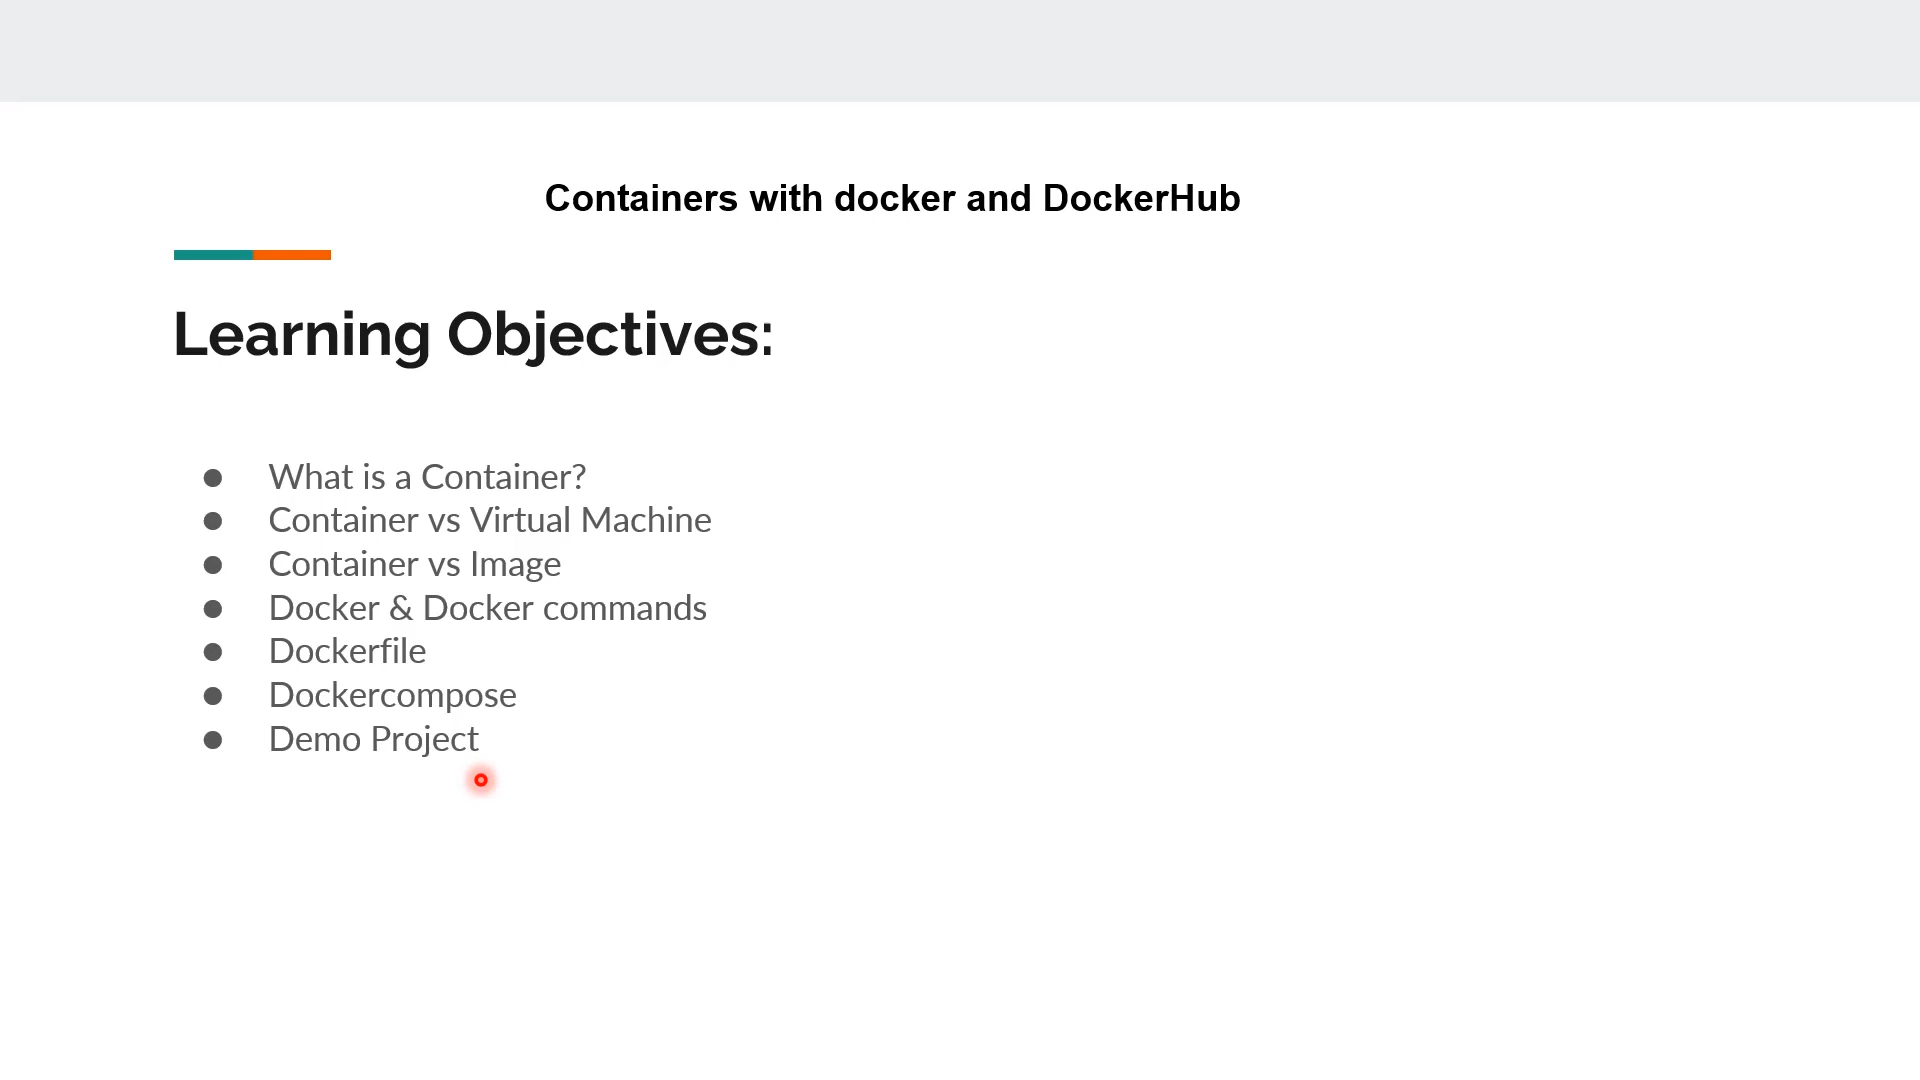 Containers with docker and DockerHub
Learning Objectives:
● What is a Container?
● Container vs Virtual Machine
● Container vs Image
● Docker & Docker commands
● Dockerfile
● Dockercompose
● Demo Project